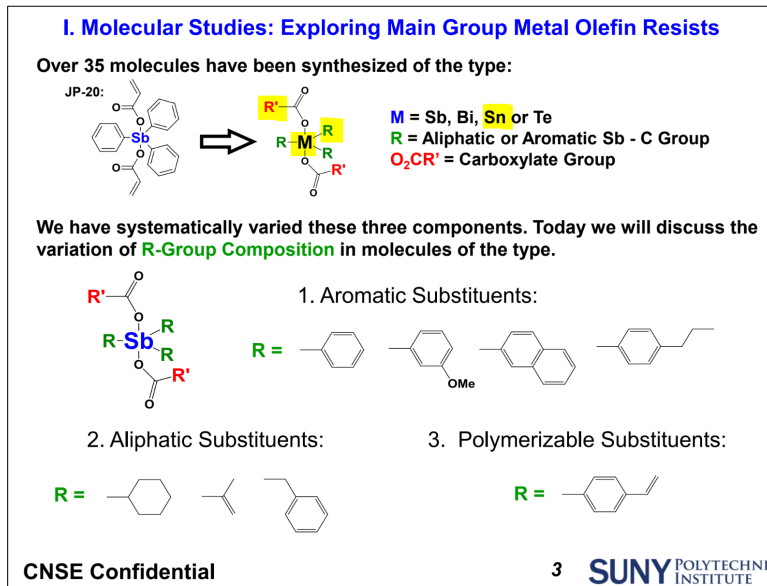 I. Molecular Studies: Exploring Main Group Metal Olefin Resists
Over 35 molecules have been synthesized of the type:
JP-20:
O
O
Sb
O
O
R'
O
O
R
R
M
R
O
R'
O
M = Sb, Bi, Sn or Te
R = Aliphatic or Aromatic Sb - C Group
O₂CR' = Carboxylate Group
We have systematically varied these three components. Today we will discuss the
variation of R-Group Composition in molecules of the type.
O
R'
O
R
R
Sb
R
O
R'
O
1. Aromatic Substituents:
R =
OMe
2. Aliphatic Substituents:
R =
3. Polymerizable Substituents:
R =
CNSE Confidential
3
SUNY POLYTECHNI
INSTITUTE